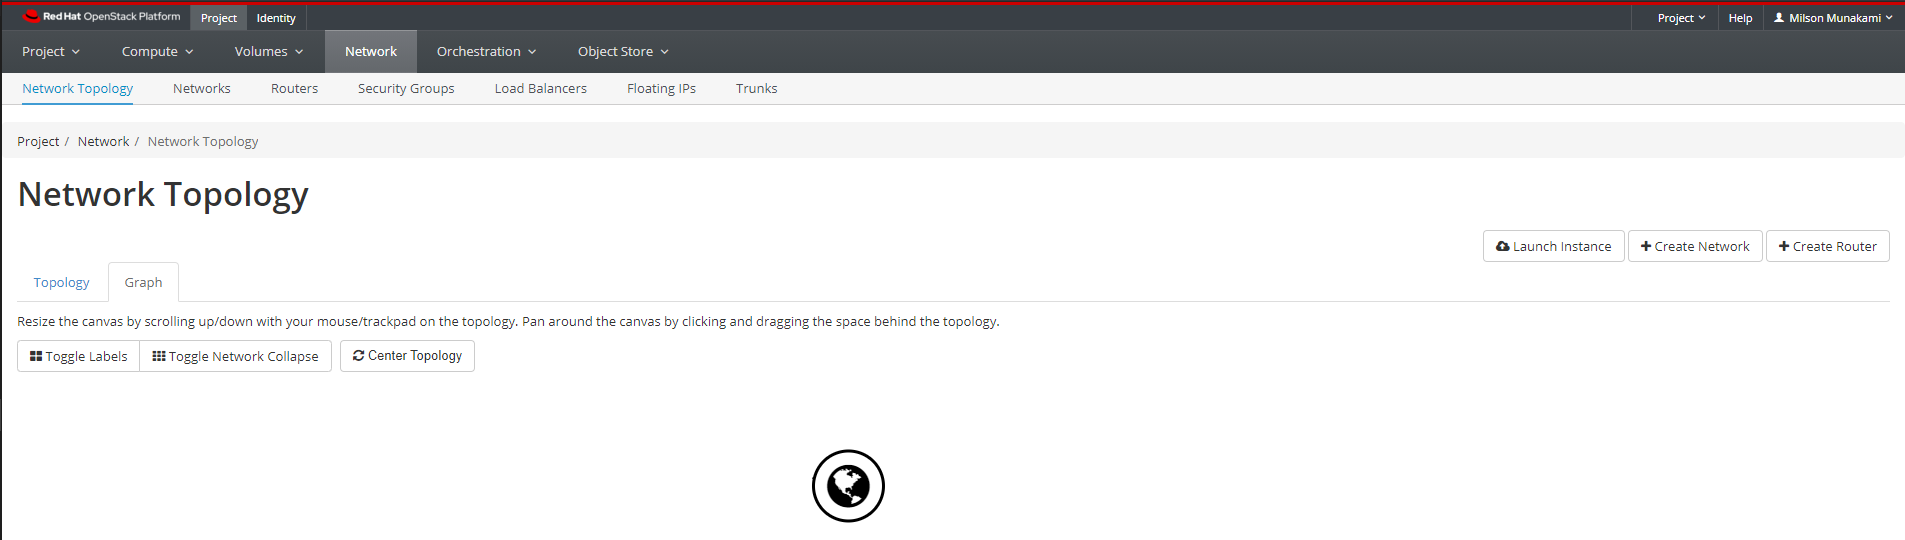 Red Hat OpenStack Platform Project Identity Project Help Milson Munakami
Project Compute Volumes Network Orchestration Object Store
Network Topology Networks Routers Security Groups Load Balancers Floating IPs Trunks
Project / Network / Network Topology
Network Topology
Launch Instance Create Network Create Router
Topology Graph
Resize the canvas by scrolling up/down with your mouse/trackpad on the topology. Pan around the canvas by clicking and dragging the space behind the topology.
Toggle Labels Toggle Network Collapse Center Topology